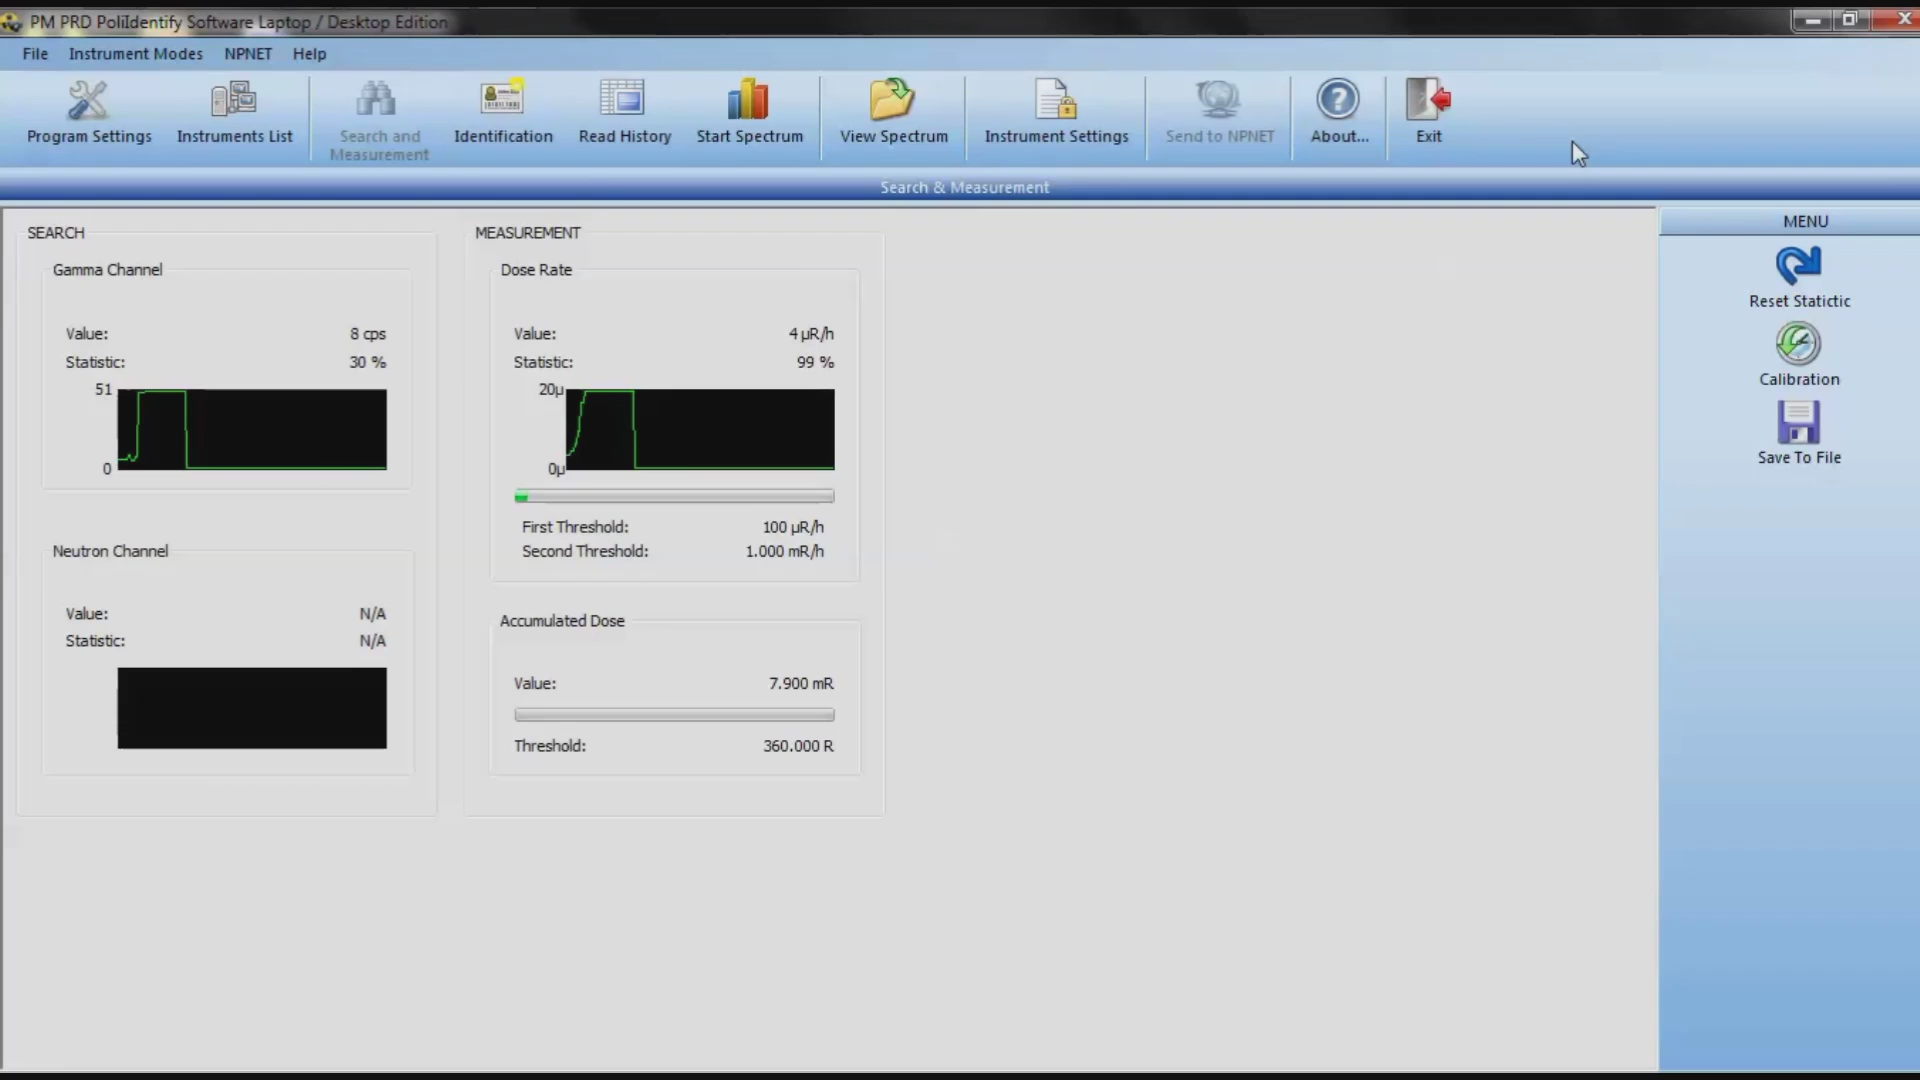 PM PRD PoliIdentify Software Laptop / Desktop Edition
File Instrument Modes NPNET Help
Program Settings Instruments List Search and Measurement Identification Read History Start Spectrum View Spectrum Instrument Settings Send to NPNET About... Exit
Search & Measurement
SEARCH
Gamma Channel
Value: 8 cps
Statistic: 30 %
51
0
Neutron Channel
Value: N/A
Statistic: N/A
MEASUREMENT
Dose Rate
Value: 4 µR/h
Statistic: 99 %
20µ
0µ
First Threshold: 100 µR/h
Second Threshold: 1.000 mR/h
Accumulated Dose
Value: 7.900 mR
Threshold: 360.000 R
MENU
Reset Statictic
Calibration
Save To File